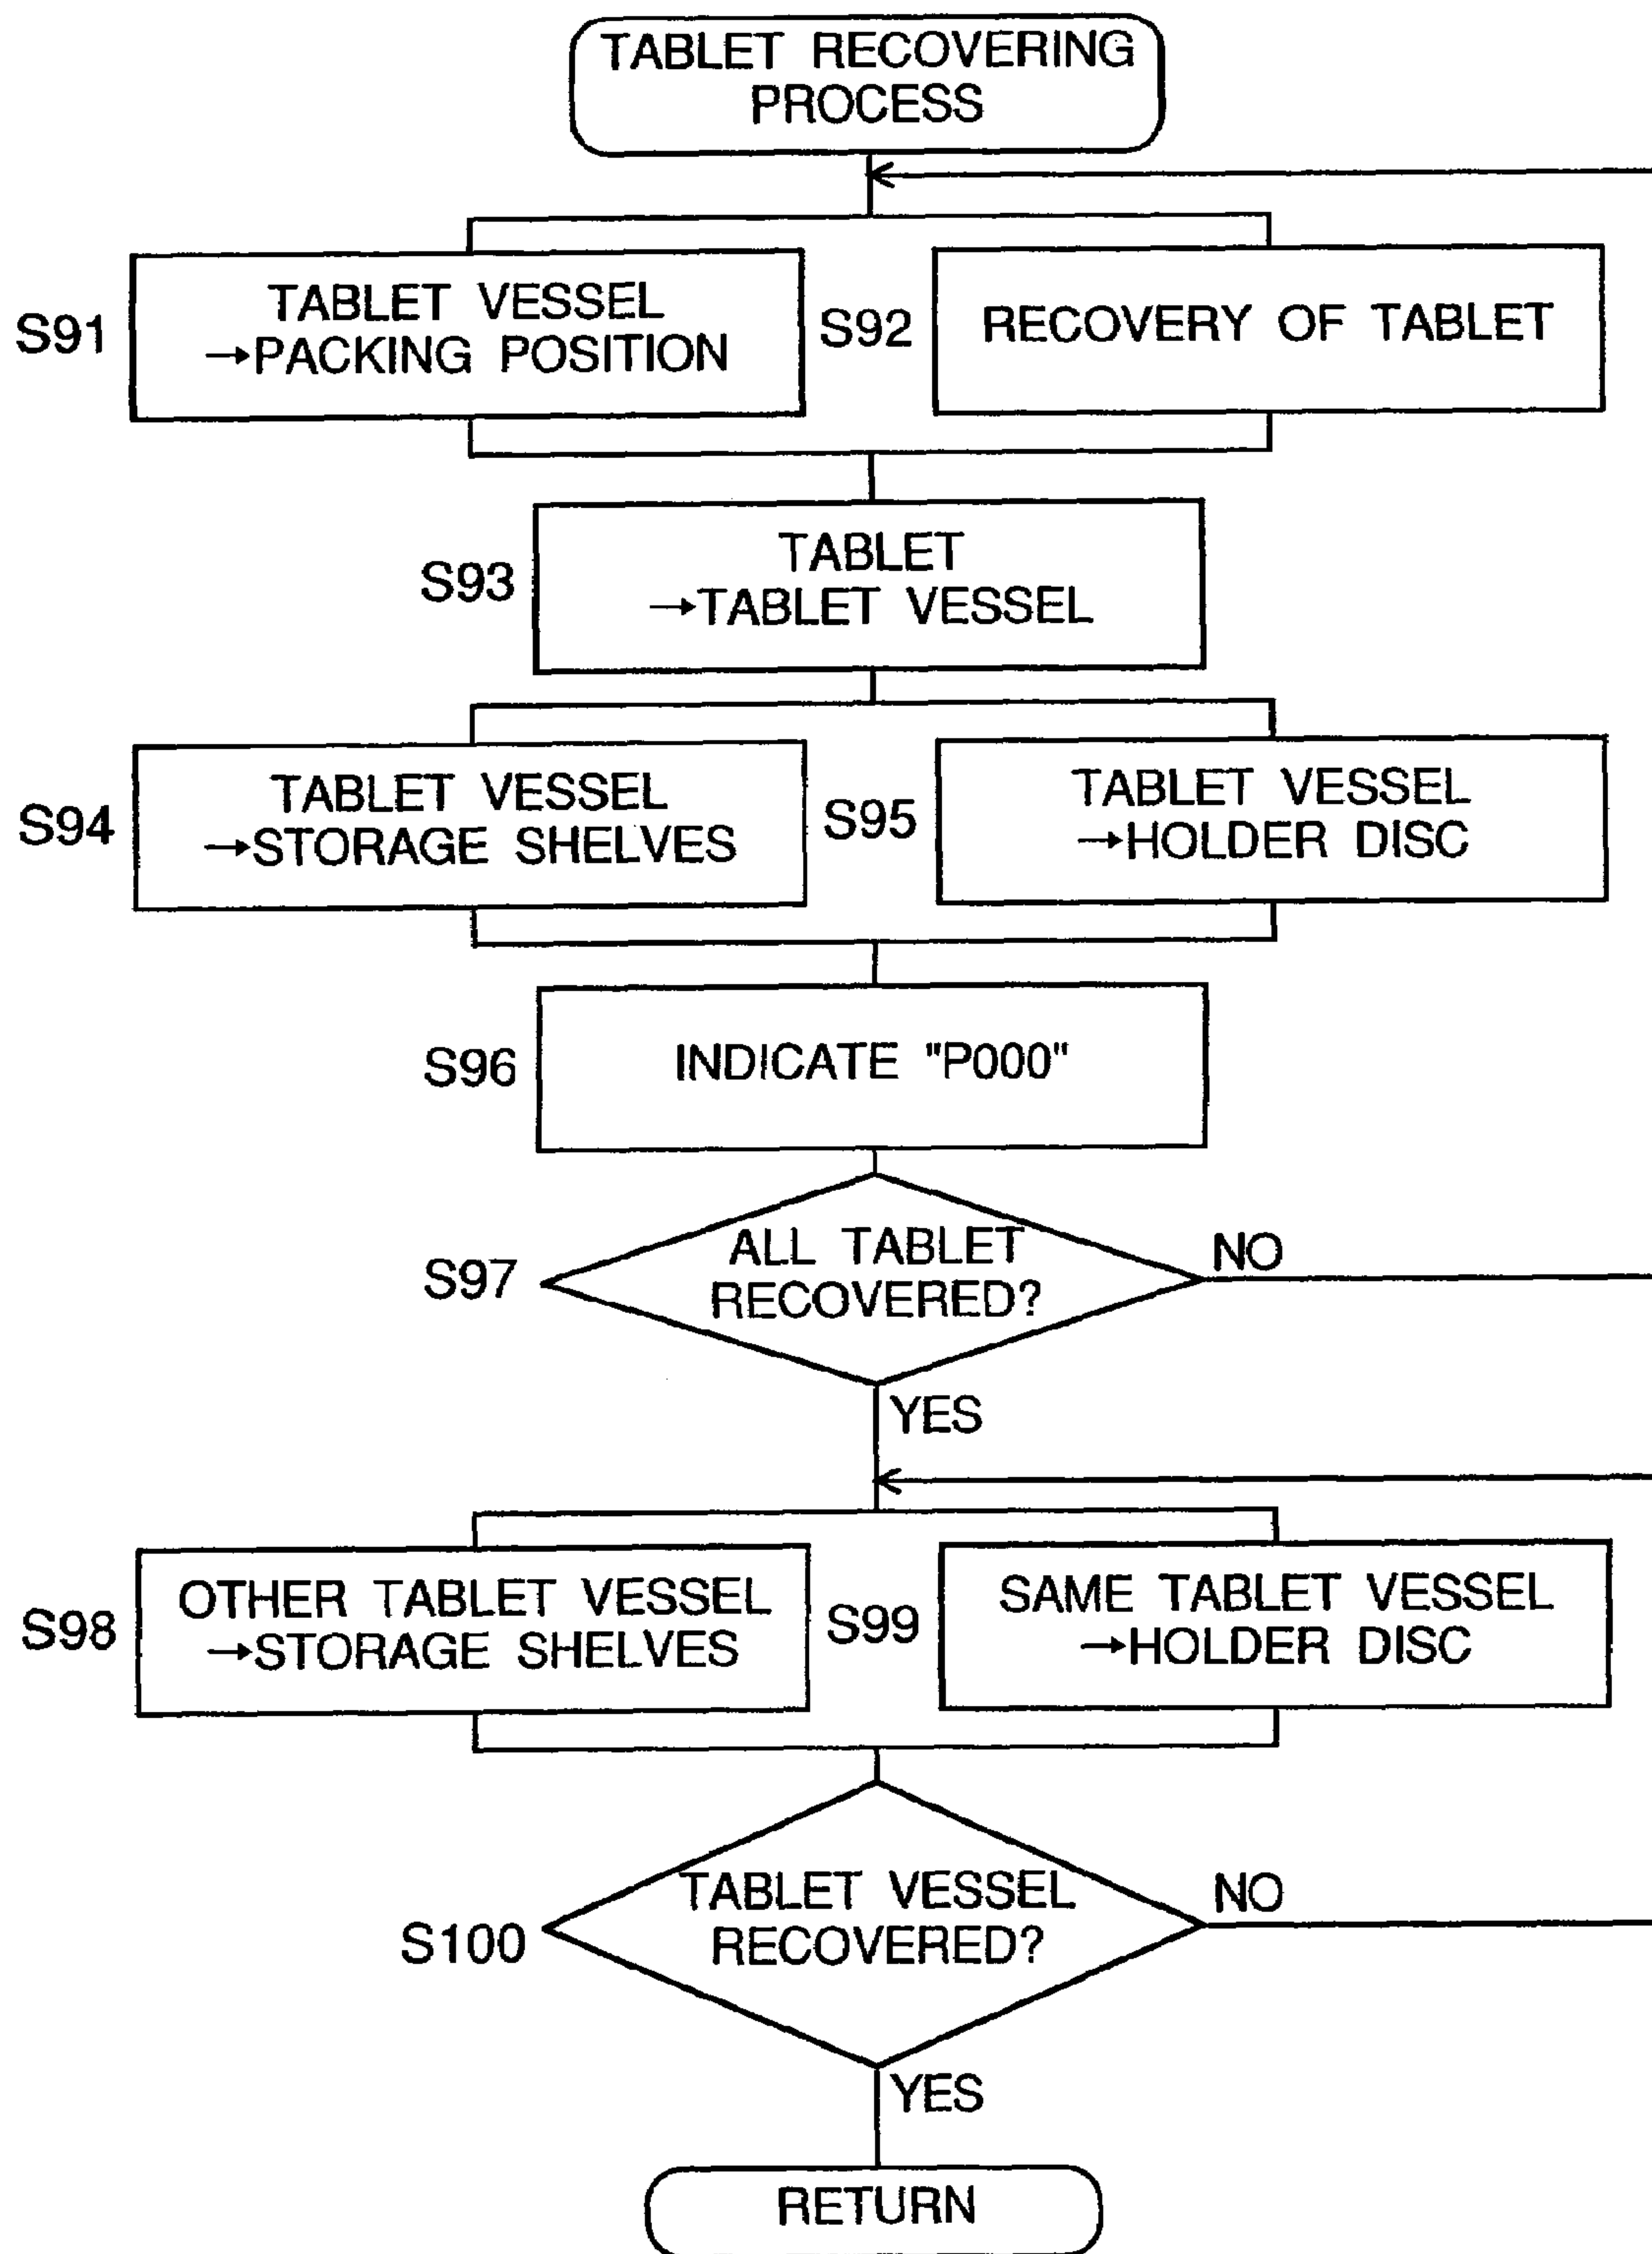 TABLET RECOVERING
PROCESS
S91
TABLET VESSEL
→PACKING POSITION
S92
RECOVERY OF TABLET
S93
TABLET
→TABLET VESSEL
S94
TABLET VESSEL
→STORAGE SHELVES
S95
TABLET VESSEL
→HOLDER DISC
S96
INDICATE "P000"
S97
ALL TABLET
RECOVERED?
NO
YES
S98
OTHER TABLET VESSEL
→STORAGE SHELVES
S99
SAME TABLET VESSEL
→HOLDER DISC
S100
TABLET VESSEL
RECOVERED?
NO
YES
RETURN